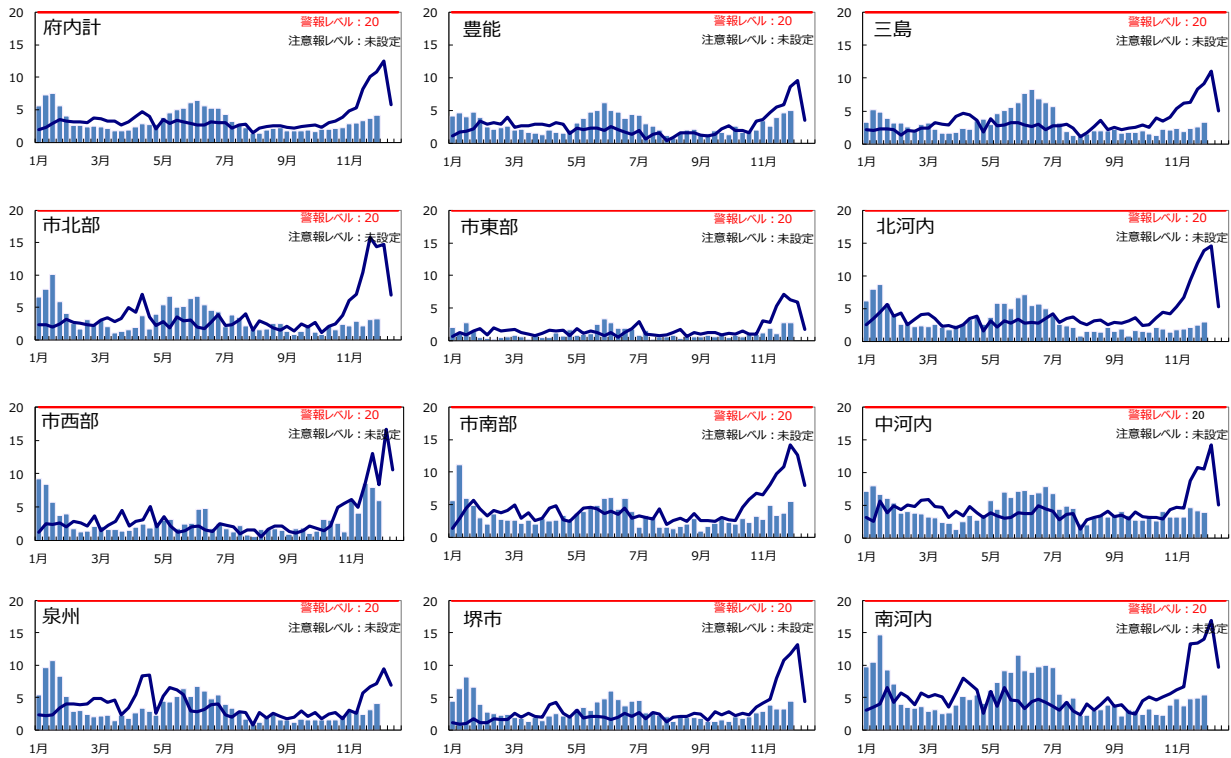 府内計
警報レベル：20
注意報レベル：未設定
20
15
10
5
0
1月 3月 5月 7月 9月 11月
豊能
警報レベル：20
注意報レベル：未設定
20
15
10
5
0
1月 3月 5月 7月 9月 11月
三島
警報レベル：20
注意報レベル：未設定
20
15
10
5
0
1月 3月 5月 7月 9月 11月
市北部
警報レベル：20
注意報レベル：未設定
20
15
10
5
0
1月 3月 5月 7月 9月 11月
市東部
警報レベル：20
注意報レベル：未設定
20
15
10
5
0
1月 3月 5月 7月 9月 11月
北河内
警報レベル：20
注意報レベル：未設定
20
15
10
5
0
1月 3月 5月 7月 9月 11月
市西部
警報レベル：20
注意報レベル：未設定
20
15
10
5
0
1月 3月 5月 7月 9月 11月
市南部
警報レベル：20
注意報レベル：未設定
20
15
10
5
0
1月 3月 5月 7月 9月 11月
中河内
警報レベル：20
注意報レベル：未設定
20
15
10
5
0
1月 3月 5月 7月 9月 11月
泉州
警報レベル：20
注意報レベル：未設定
20
15
10
5
0
1月 3月 5月 7月 9月 11月
堺市
警報レベル：20
注意報レベル：未設定
20
15
10
5
0
1月 3月 5月 7月 9月 11月
南河内
警報レベル：20
注意報レベル：未設定
20
15
10
5
0
1月 3月 5月 7月 9月 11月